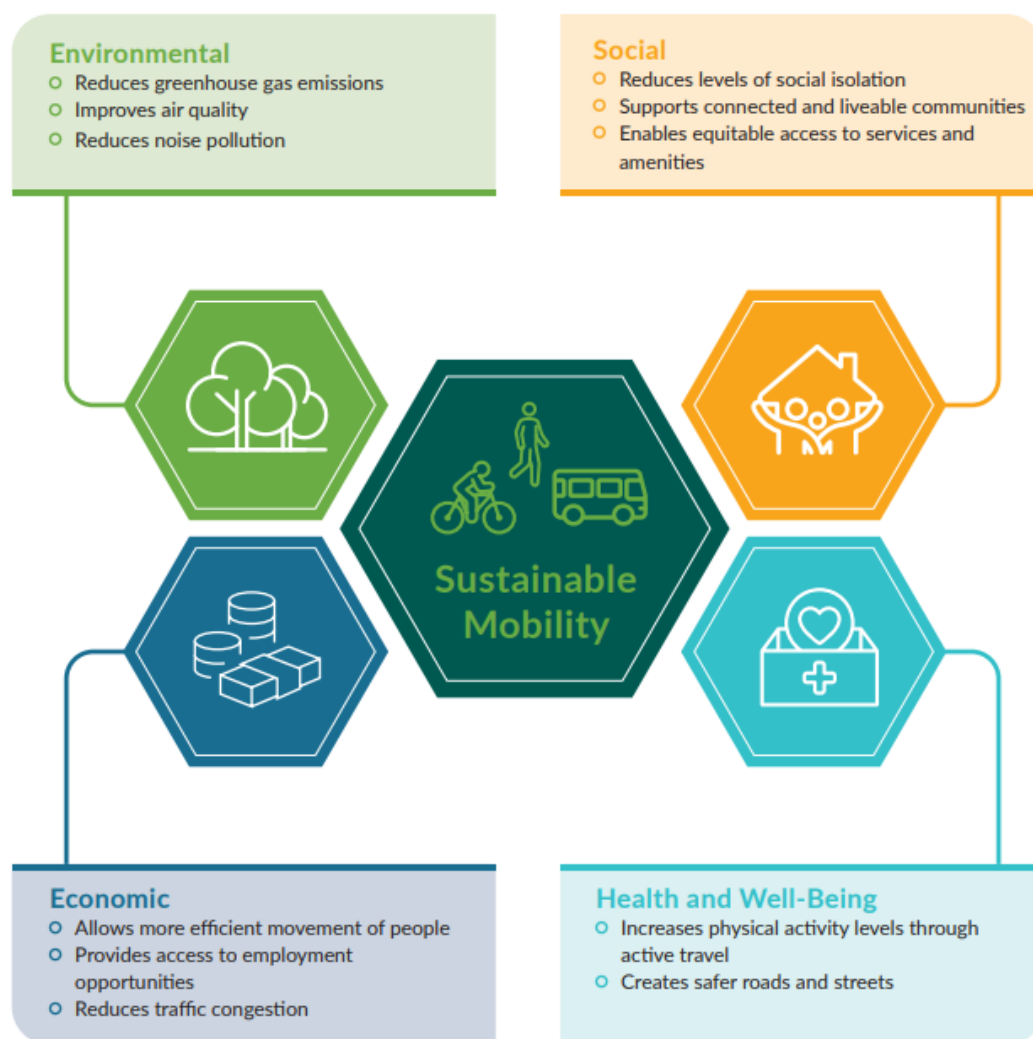 Environmental
Reduces greenhouse gas emissions
Improves air quality
Reduces noise pollution
Social
Reduces levels of social isolation
Supports connected and liveable communities
Enables equitable access to services and
amenities
Sustainable
Mobility
Economic
Allows more efficient movement of people
Provides access to employment
opportunities
Reduces traffic congestion
Health and Well-Being
Increases physical activity levels through
active travel
Creates safer roads and streets